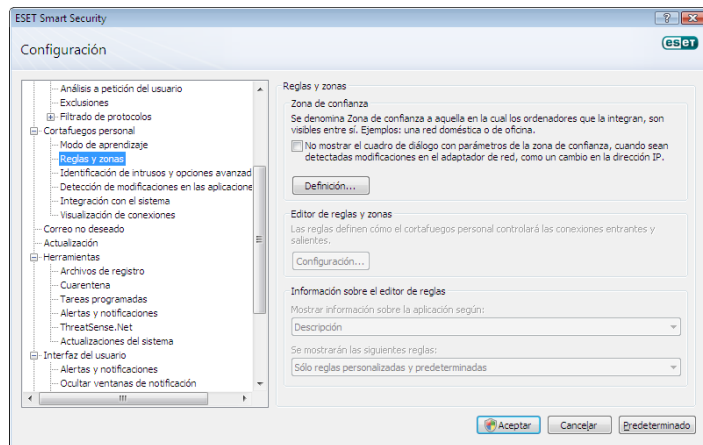 ESET Smart Security
Configuración
eset
Análisis a petición del usuario
Exclusiones
Filtrado de protocolos
Cortafuegos personal
Modo de aprendizaje
Reglas y zonas
Identificación de intrusos y opciones avanzad
Detección de modificaciones en las aplicacione
Integración con el sistema
Visualización de conexiones
Correo no deseado
Actualización
Herramientas
Archivos de registro
Cuarentena
Tareas programadas
Alertas y notificaciones
ThreatSense.Net
Actualizaciones del sistema
Interfaz del usuario
Alertas y notificaciones
Ocultar ventanas de notificación
Reglas y zonas
Zona de confianza
Se denomina Zona de confianza a aquella en la cual los ordenadores que la integran, son
visibles entre sí. Ejemplos: una red doméstica o de oficina.
No mostrar el cuadro de diálogo con parámetros de la zona de confianza, cuando sean
detectadas modificaciones en el adaptador de red, como un cambio en la dirección IP.
Definición...
Editor de reglas y zonas
Las reglas definen cómo el cortafuegos personal controlará las conexiones entrantes y
salientes.
Configuración...
Información sobre el editor de reglas
Mostrar información sobre la aplicación según:
Descripción
Se mostrarán las siguientes reglas:
Sólo reglas personalizadas y predeterminadas
Aceptar
Cancelar
Predeterminado